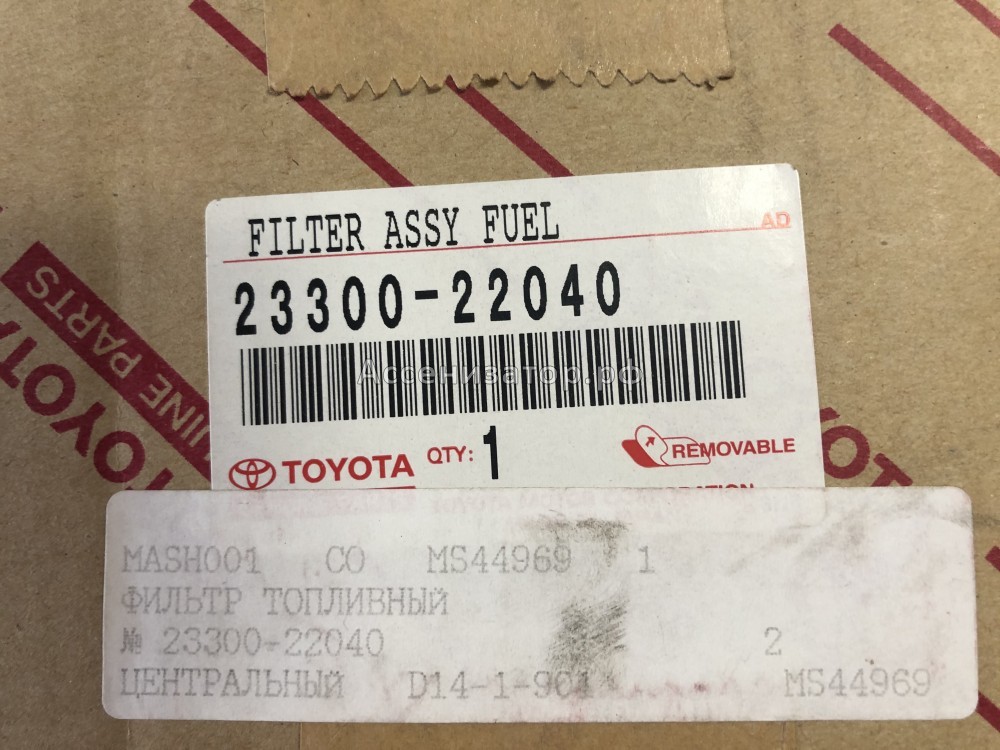 FILTER ASSY FUEL
AD
23300-22040
Ассенизатор.рф
TOYOTA QTY: 1
REMOVABLE
MASH001 CO MS44969 1
ФИЛЬТР ТОПЛИВНЫЙ
№ 23300-22040 2
ЦЕНТРАЛЬНЫЙ D14-1-901 MS44969
TOYOTA
PARTS
TOYOTA